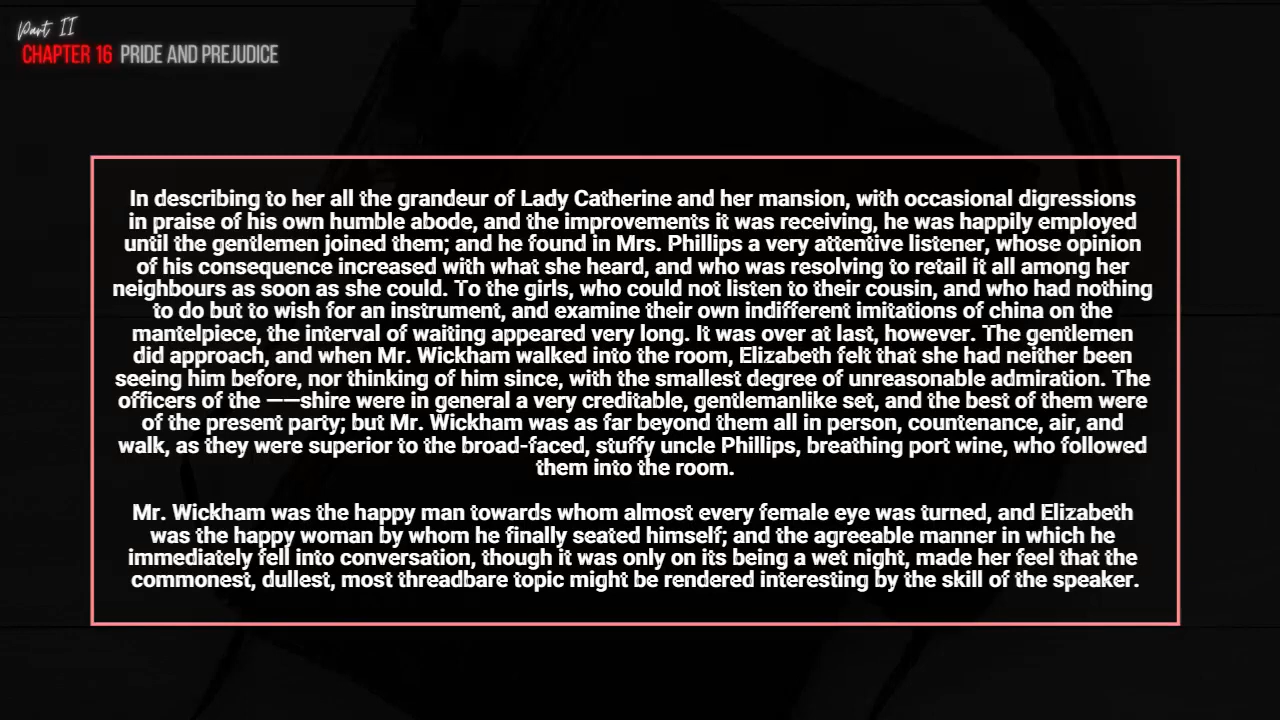 Part II
CHAPTER 16 PRIDE AND PREJUDICE
In describing to her all the grandeur of Lady Catherine and her mansion, with occasional digressions
in praise of his own humble abode, and the improvements it was receiving, he was happily employed
until the gentlemen joined them; and he found in Mrs. Phillips a very attentive listener, whose opinion
of his consequence increased with what she heard, and who was resolving to retail it all among her
neighbours as soon as she could. To the girls, who could not listen to their cousin, and who had nothing
to do but to wish for an instrument, and examine their own indifferent imitations of china on the
mantelpiece, the interval of waiting appeared very long. It was over at last, however. The gentlemen
did approach, and when Mr. Wickham walked into the room, Elizabeth felt that she had neither been
seeing him before, nor thinking of him since, with the smallest degree of unreasonable admiration. The
officers of the ——shire were in general a very creditable, gentlemanlike set, and the best of them were
of the present party; but Mr. Wickham was as far beyond them all in person, countenance, air, and
walk, as they were superior to the broad-faced, stuffy uncle Phillips, breathing port wine, who followed
them into the room.
Mr. Wickham was the happy man towards whom almost every female eye was turned, and Elizabeth
was the happy woman by whom he finally seated himself; and the agreeable manner in which he
immediately fell into conversation, though it was only on its being a wet night, made her feel that the
commonest, dullest, most threadbare topic might be rendered interesting by the skill of the speaker.